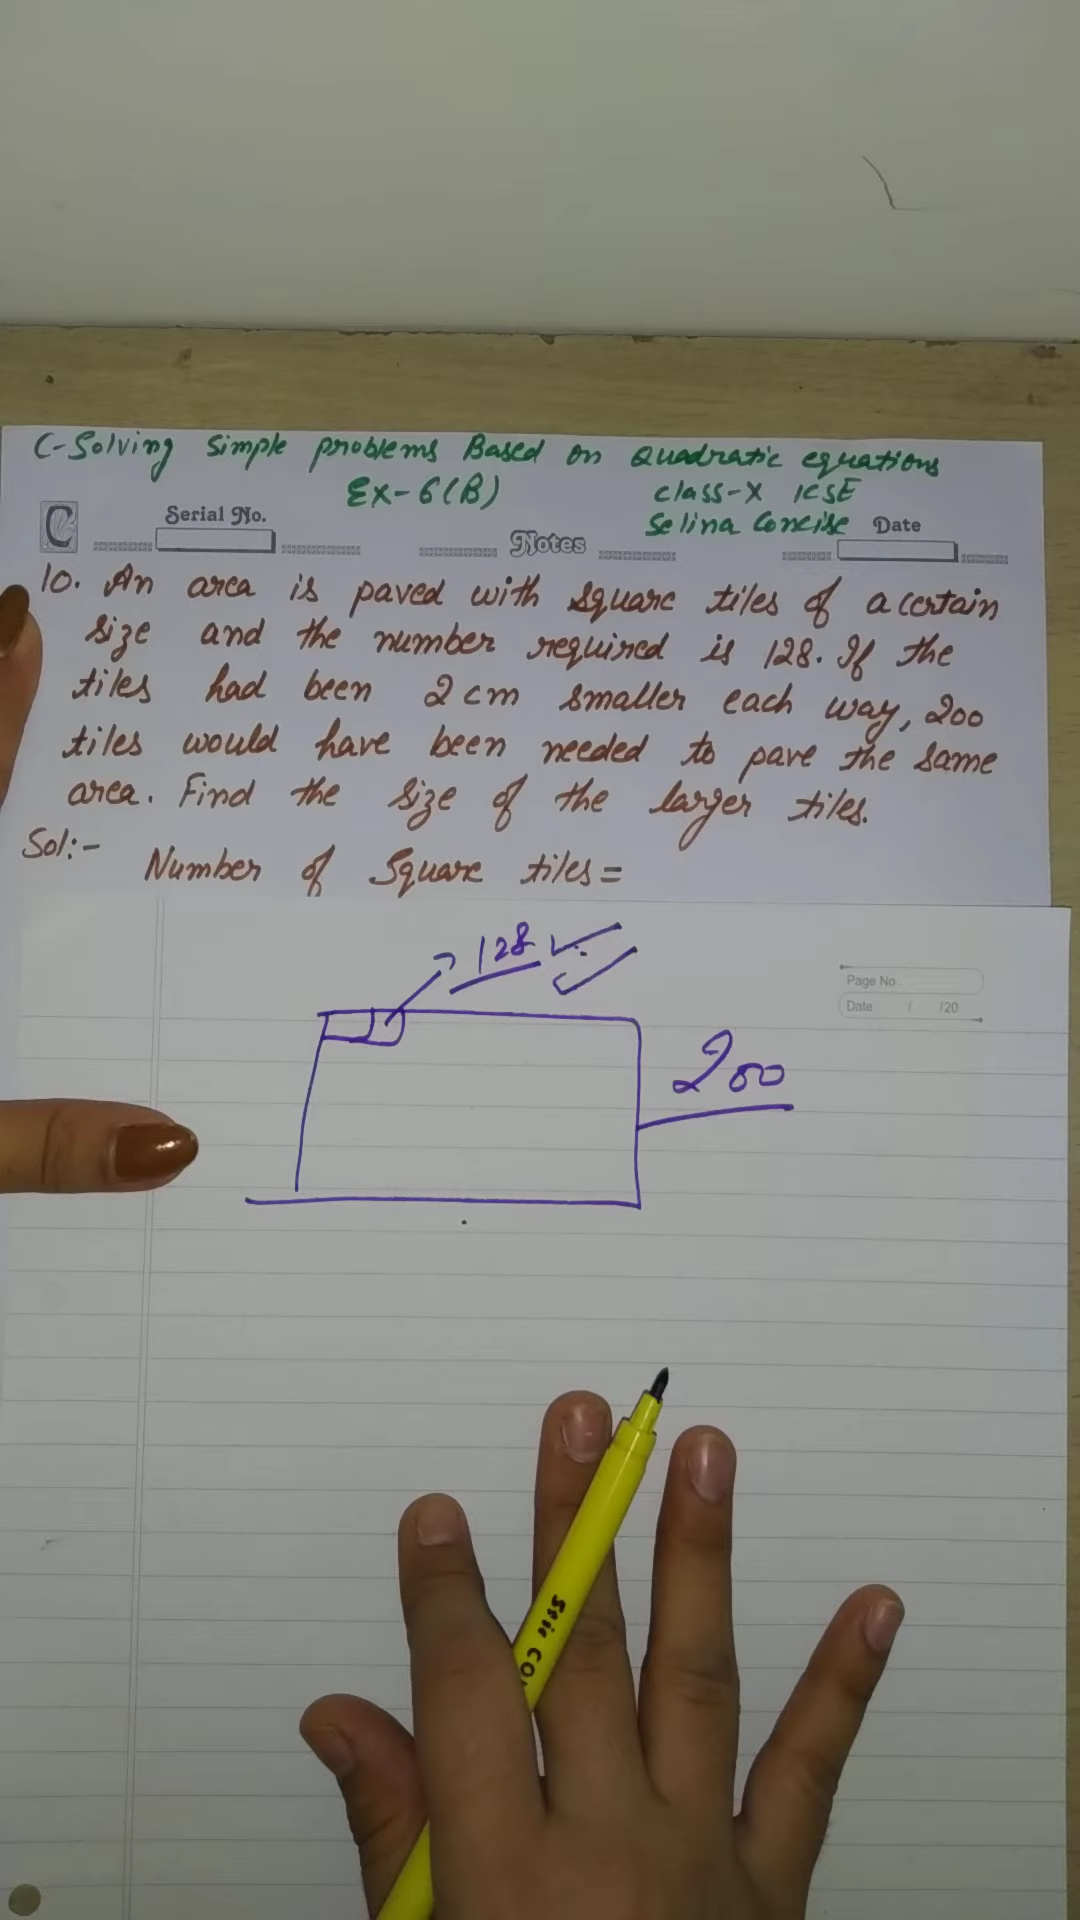 C-Solving Simple problems Based on Quadratic equations
Ex-6(B)
class-X ICSE
Selina Concise
C
Serial No.
Notes
Date
10. An area is paved with square tiles of a certain
size and the number required is 128. If the
tiles had been 2 cm smaller each way, 200
tiles would have been needed to pave the same
area. Find the size of the larger tiles.
Sol:-
Number of Square tiles =
128
200
Page No
Date / /20
Stic CO